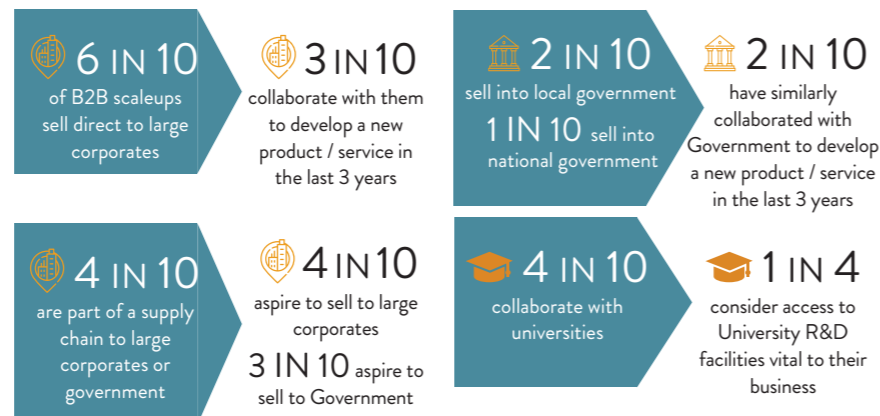 6 IN 10
of B2B scaleups
sell direct to large
corporates
3 IN 10
collaborate with them
to develop a new
product / service in
the last 3 years
2 IN 10
sell into local government
1 IN 10 sell into
national government
2 IN 10
have similarly
collaborated with
Government to develop
a new product / service
in the last 3 years
4 IN 10
are part of a supply
chain to large
corporates or
government
4 IN 10
aspire to sell to large
corporates
3 IN 10 aspire to
sell to Government
4 IN 10
collaborate with
universities
1 IN 4
consider access to
University R&D
facilities vital to their
business